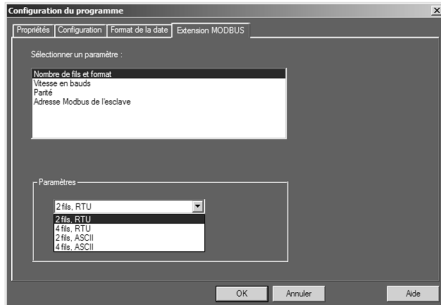 Configuration du programme
Propriétés Configuration Format de la date Extension MODBUS
Sélectionner un paramètre :
Nombre de fils et format
Vitesse en bauds
Parité
Adresse Modbus de l'esclave
Paramètres
2 fils, RTU
2 fils, RTU
4 fils, RTU
2 fils, ASCII
4 fils, ASCII
OK Annuler Aide